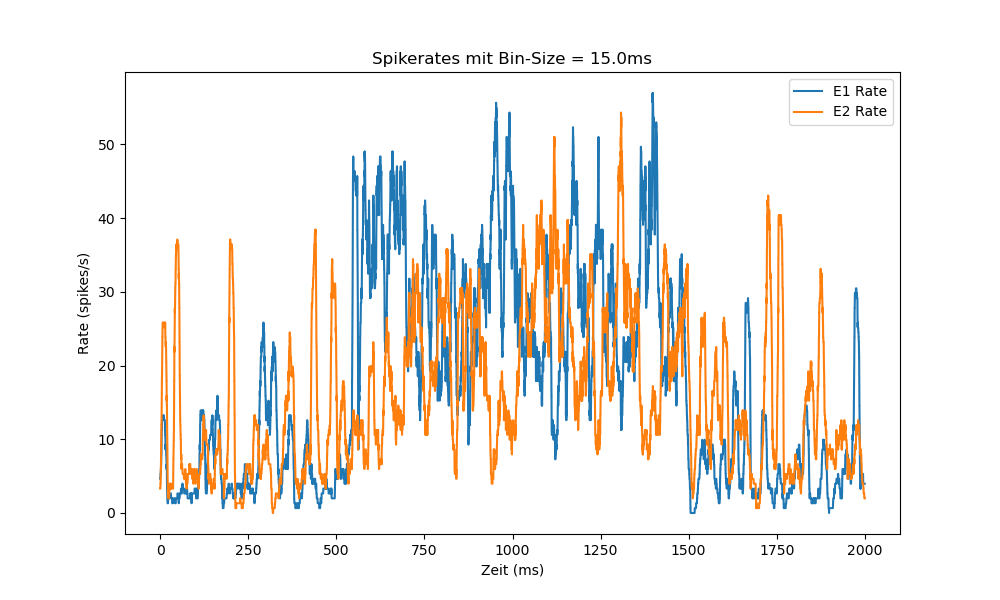 Spikerates mit Bin-Size = 15.0ms
E1 Rate
E2 Rate
Rate (spikes/s)
50
40
30
20
10
0
0 250 500 750 1000 1250 1500 1750 2000
Zeit (ms)